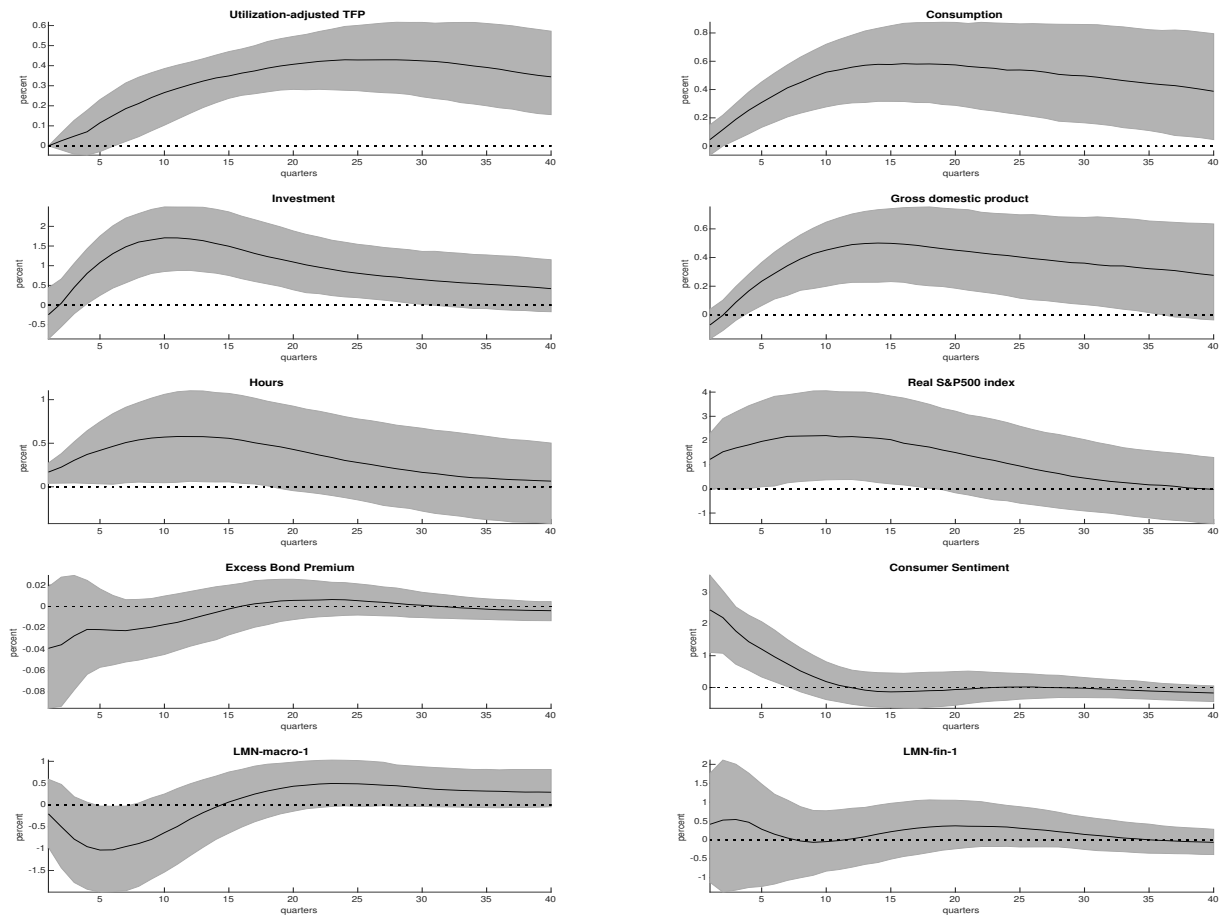 Utilization-adjusted TFP
percent
0.6
0.5
0.4
0.3
0.2
0.1
0
5 10 15 20 25 30 35 40
quarters
Consumption
percent
0.8
0.6
0.4
0.2
0
5 10 15 20 25 30 35 40
quarters
Investment
percent
2
1.5
1
0.5
0
-0.5
5 10 15 20 25 30 35 40
quarters
Gross domestic product
percent
0.6
0.4
0.2
0
5 10 15 20 25 30 35 40
quarters
Hours
percent
1
0.5
0
5 10 15 20 25 30 35 40
quarters
Real S&P500 index
percent
4
3
2
1
0
-1
5 10 15 20 25 30 35 40
quarters
Excess Bond Premium
percent
0.02
0
-0.02
-0.04
-0.06
-0.08
5 10 15 20 25 30 35 40
quarters
Consumer Sentiment
percent
3
2
1
0
5 10 15 20 25 30 35 40
quarters
LMN-macro-1
percent
1
0.5
0
-0.5
-1
-1.5
5 10 15 20 25 30 35 40
quarters
LMN-fin-1
percent
2
1.5
1
0.5
0
-0.5
-1
5 10 15 20 25 30 35 40
quarters